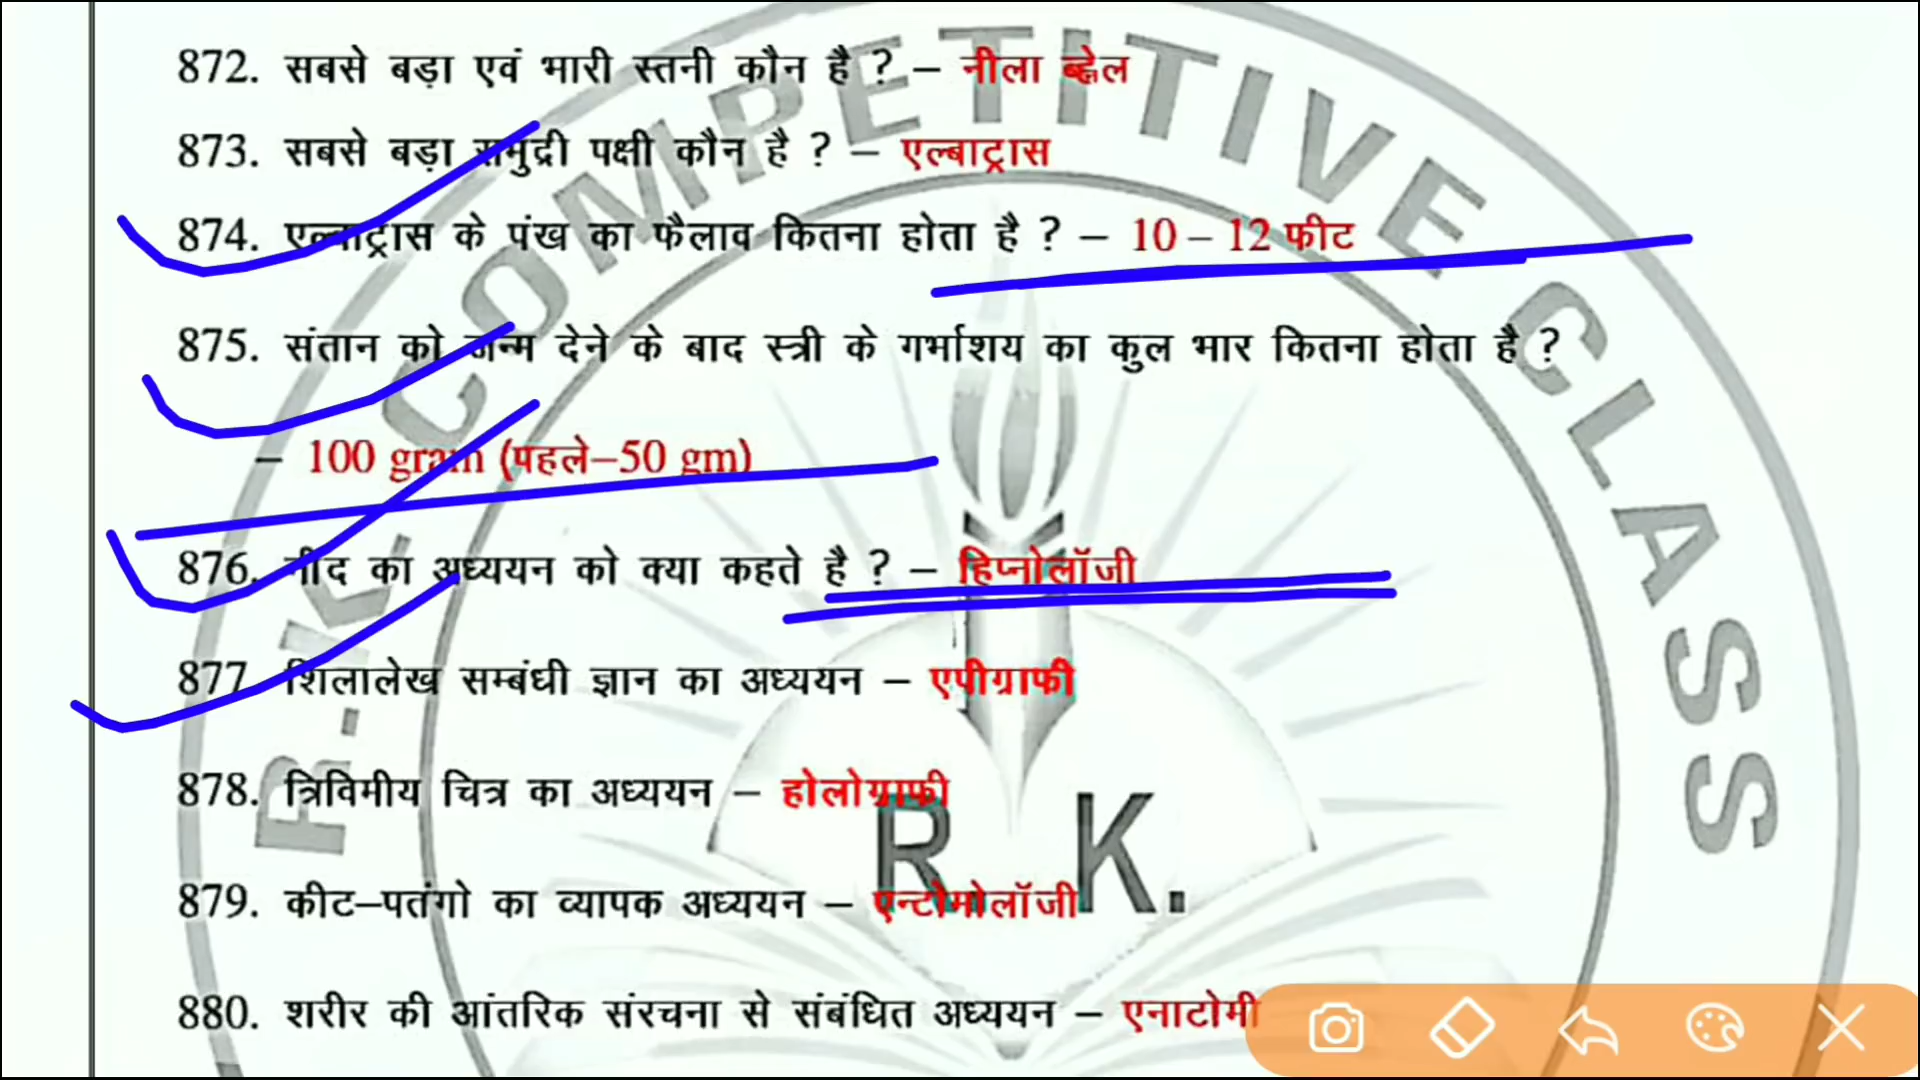 872. सबसे बड़ा एवं भारी स्तनी कौन है ? – नीला ब्हेल
873. सबसे बड़ा समुद्री पक्षी कौन है ? – एल्बाट्रास
874. एल्बाट्रास के पंख का फैलाव कितना होता है ? – 10 – 12 फीट
875. संतान को जन्म देने के बाद स्त्री के गर्भाशय का कुल भार कितना होता है ?
– 100 gram (पहले–50 gm)
876. नींद का अध्ययन को क्या कहते है ? – हिप्नोलॉजी
877. शिलालेख सम्बंधी ज्ञान का अध्ययन – एपीग्राफी
878. त्रिविमीय चित्र का अध्ययन – होलोग्राफी
879. कीट–पतंगो का व्यापक अध्ययन – एन्टोमोलॉजी
880. शरीर की आंतरिक संरचना से संबंधित अध्ययन – एनाटोमी
R.K. COMPETITIVE CLASS
R. K.